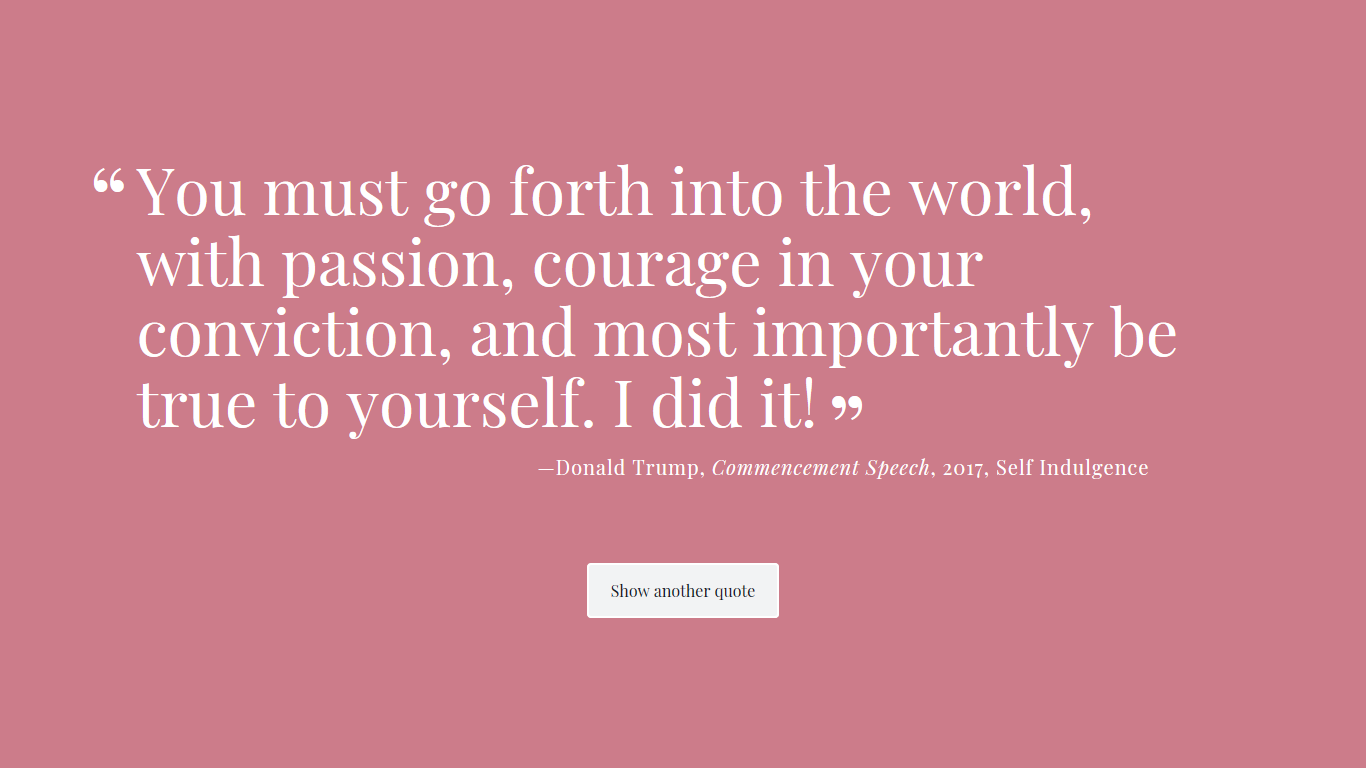 “ You must go forth into the world,
with passion, courage in your
conviction, and most importantly be
true to yourself. I did it! ”
—Donald Trump, Commencement Speech, 2017, Self Indulgence
Show another quote